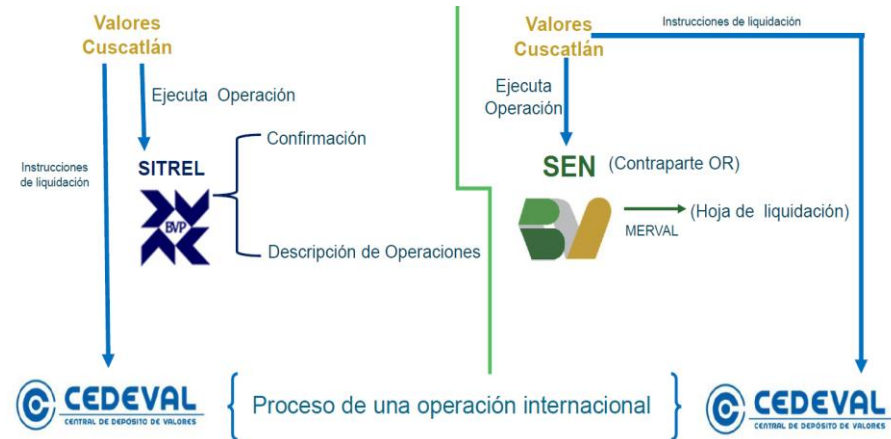 Valores
Cuscatlán
Ejecuta Operación
Instrucciones
de liquidación
SITREL
BVP
Confirmación
Descripción de Operaciones
Valores
Cuscatlán
Instrucciones de liquidación
Ejecuta
Operación
SEN (Contraparte OR)
MERVAL
(Hoja de liquidación)
CEDEVAL
CENTRAL DE DEPÓSITO DE VALORES
Proceso de una operación internacional
CEDEVAL
CENTRAL DE DEPÓSITO DE VALORES